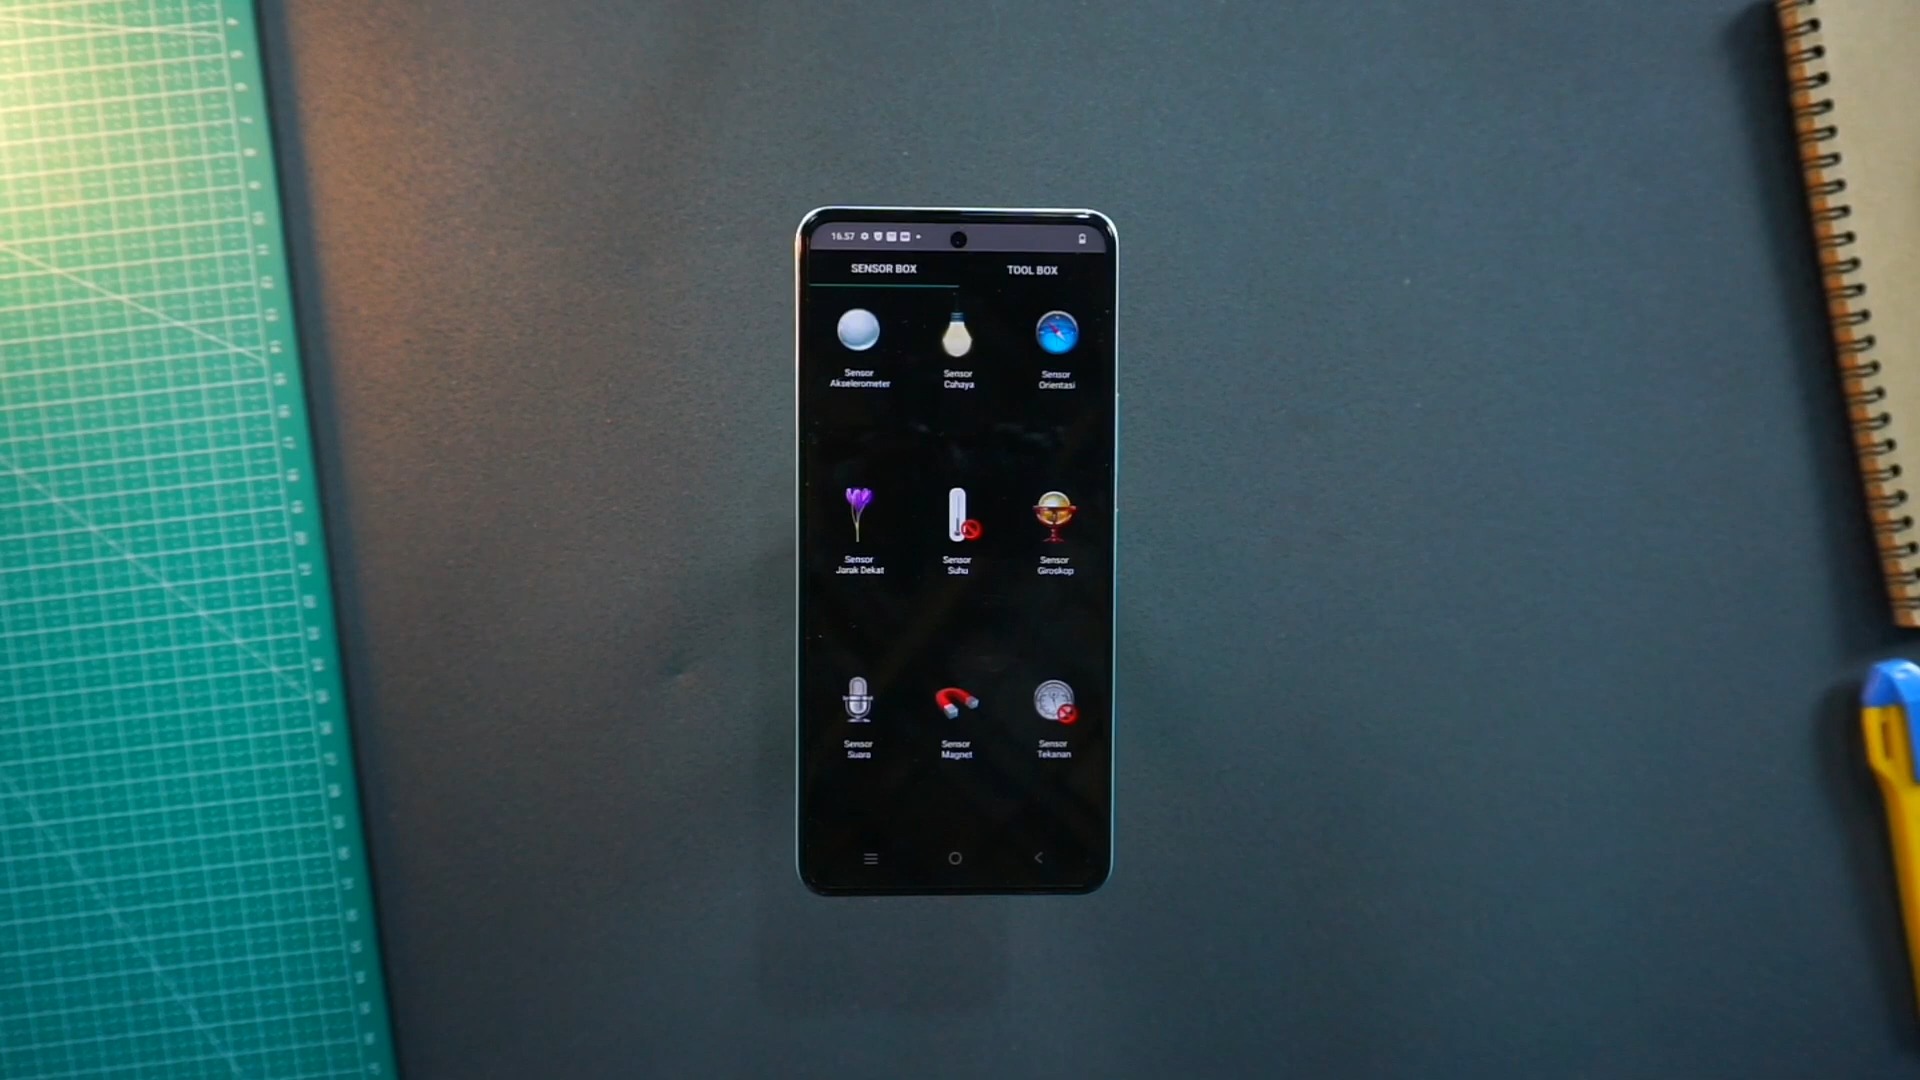 16.57
SENSOR BOX
TOOL BOX
Sensor
Akselerometer
Sensor
Cahaya
Sensor
Orientasi
Sensor
Jarak Dekat
Sensor
Suhu
Sensor
Giroskop
Sensor
Suara
Sensor
Magnet
Sensor
Tekanan